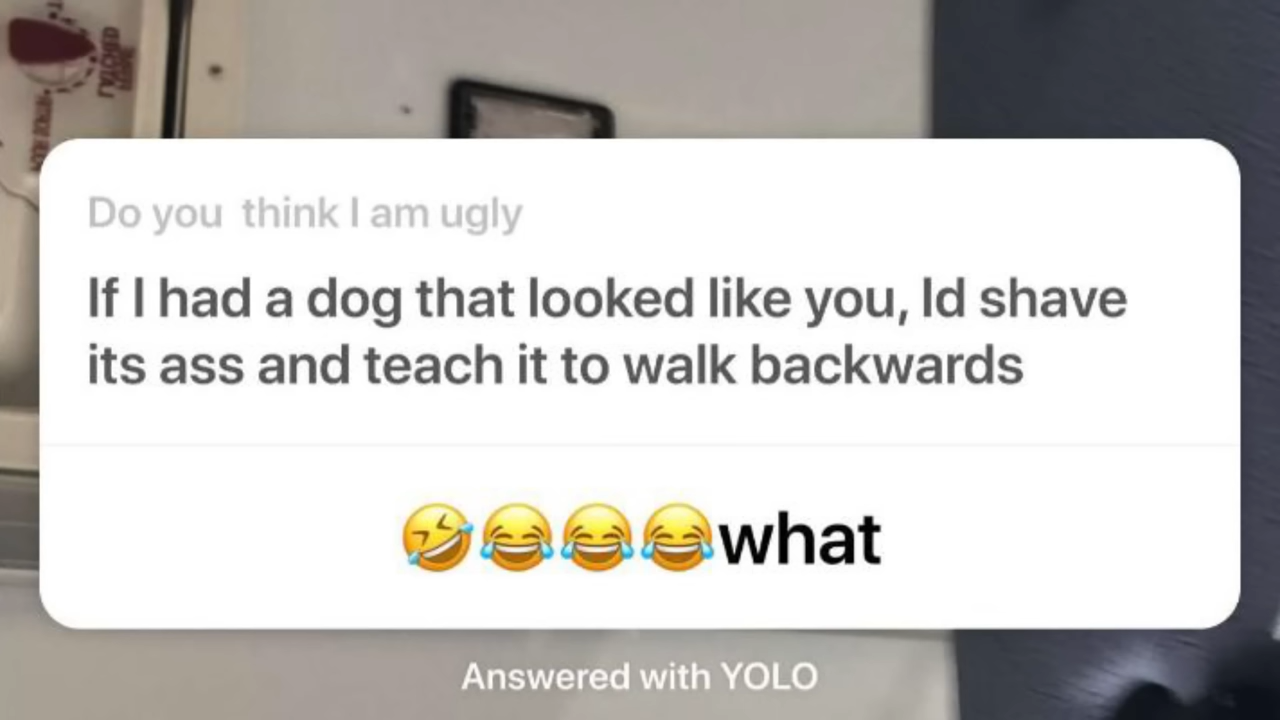 Do you think I am ugly
If I had a dog that looked like you, Id shave
its ass and teach it to walk backwards
🤣😂😂😂what
Answered with YOLO